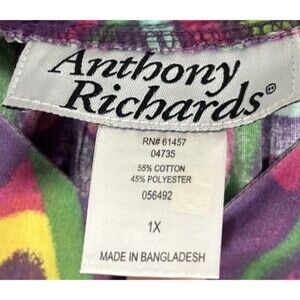 Anthony
Richards®
RN# 61457
04735
55% COTTON
45% POLYESTER
056492
1X
MADE IN BANGLADESH